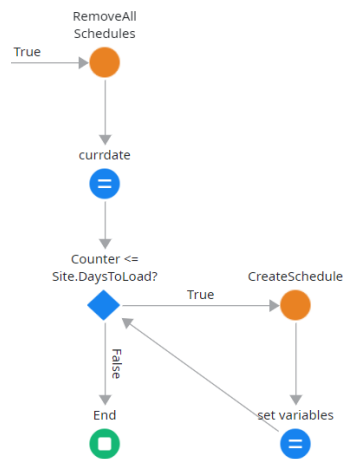 RemoveAll
Schedules
True
currdate
Counter <=
Site.DaysToLoad?
True
CreateSchedule
False
End
set variables